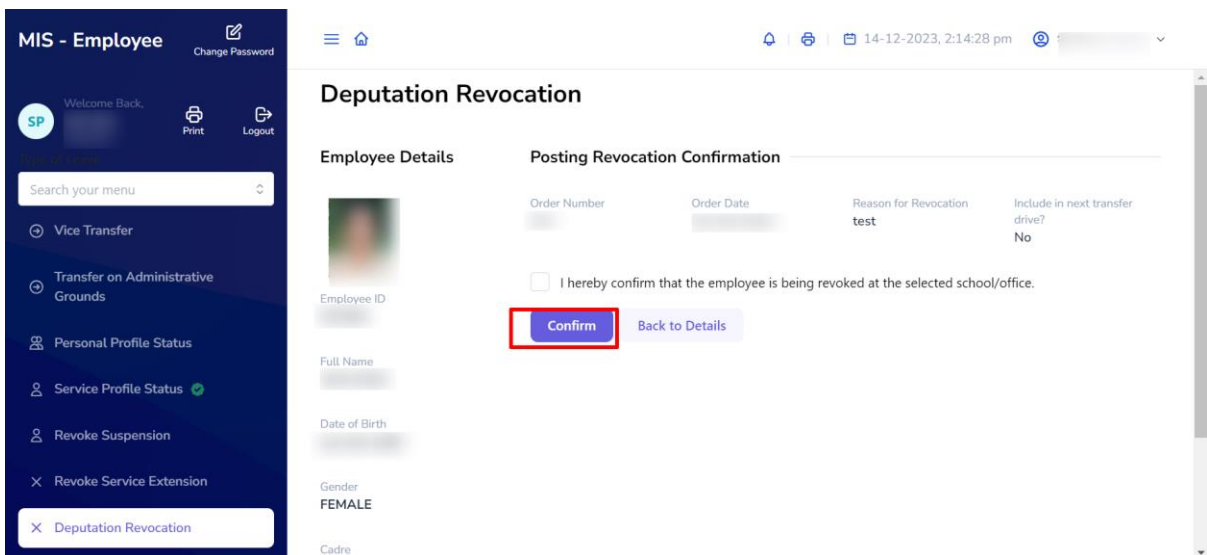 MIS - Employee
Change Password
14-12-2023, 2:14:28 pm
SP
Welcome Back,
Print
Logout
Search your menu
Vice Transfer
Transfer on Administrative
Grounds
Personal Profile Status
Service Profile Status
Revoke Suspension
Revoke Service Extension
Deputation Revocation
Deputation Revocation
Employee Details
Employee ID
Full Name
Date of Birth
Gender
FEMALE
Cadre
Posting Revocation Confirmation
Order Number
Order Date
Reason for Revocation
test
Include in next transfer
drive?
No
I hereby confirm that the employee is being revoked at the selected school/office.
Confirm
Back to Details